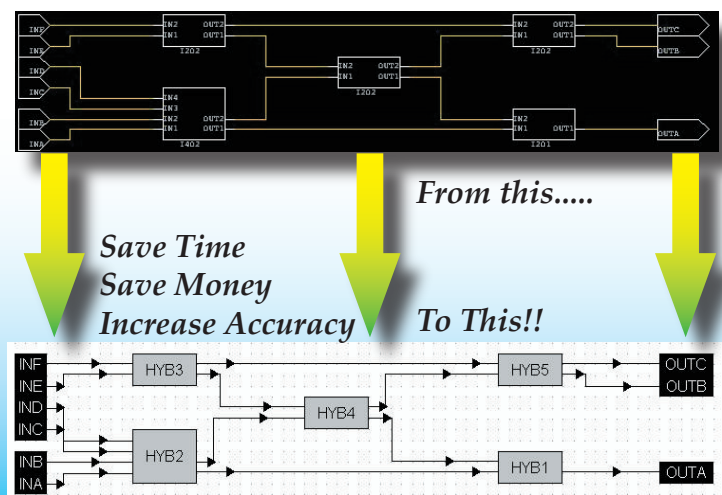 INF
INE
IND
INC
INB
INA
IN2 OUT2
IN1 OUT1
I202
IN4
IN3
IN2 OUT2
IN1 OUT1
I402
IN2 OUT2
IN1 OUT1
I202
IN2 OUT2
IN1 OUT1
I202
IN2
IN1 OUT1
I201
OUTC
OUTB
OUTA
From this.....
Save Time
Save Money
Increase Accuracy
To This!!
INF
INE
IND
INC
INB
INA
HYB3
HYB2
HYB4
HYB5
HYB1
OUTC
OUTB
OUTA